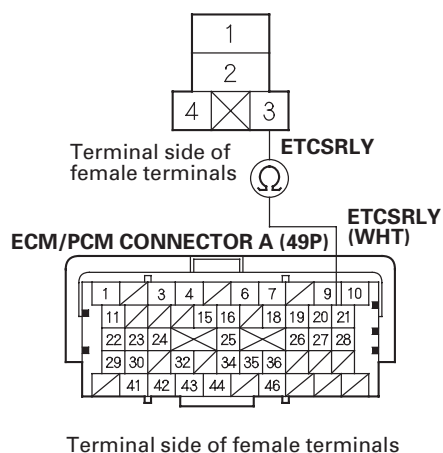 1
2
4 3
ETCSRLY
Terminal side of
female terminals
Ω
ETCSRLY
(WHT)
ECM/PCM CONNECTOR A (49P)
1 3 4 6 7 9 10
11 15 16 18 19 20 21
22 23 24 25 26 27 28
29 30 32 34 35 36
41 42 43 44 46
Terminal side of female terminals